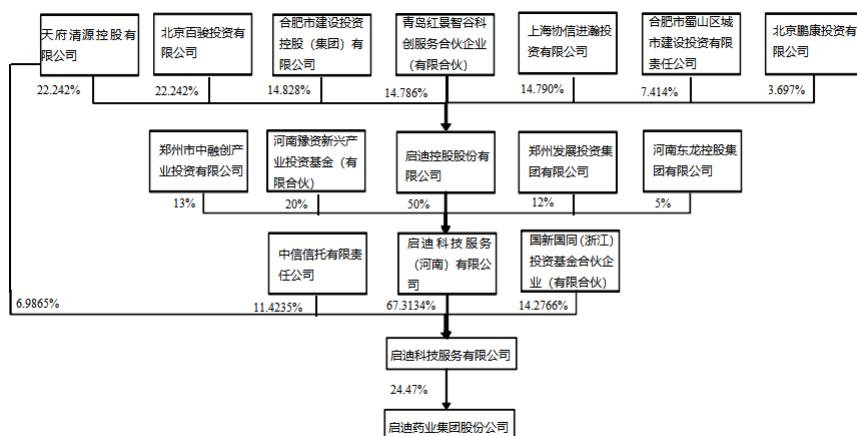 天府清源控股有
限公司
北京百骏投资有
限公司
合肥市建设投资
控股（集团）有
限公司
青岛红景智谷科
创服务合伙企业
（有限合伙）
上海协信进瀚投
资有限公司
合肥市蜀山区城
市建设投资有限
责任公司
北京鹏康投资有
限公司
22.242%
22.242%
14.828%
14.786%
14.790%
7.414%
3.697%
郑州市中融创产
业投资有限公司
河南豫资新兴产
业投资基金（有
限合伙）
启迪控股股份有
限公司
郑州发展投资集
团有限公司
河南东龙控股集
团有限公司
13%
20%
50%
12%
5%
中信信托有限责
任公司
启迪科技服务
（河南）有限公
司
国新国同（浙江）
投资基金合伙企
业（有限合伙）
6.9865%
11.4235%
67.3134%
14.2766%
启迪科技服务有限公司
24.47%
启迪药业集团股份公司